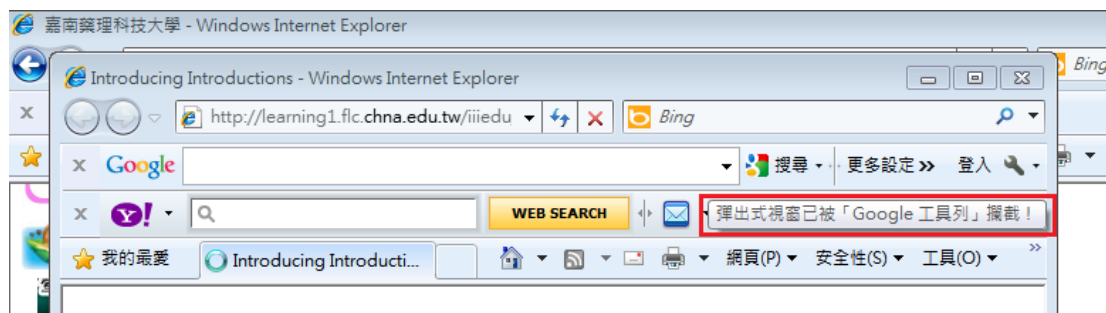 嘉南藥理科技大學 - Windows Internet Explorer
Bing
Introducing Introductions - Windows Internet Explorer
http://learning1.flc.chna.edu.tw/iiiedu Bing
x Google 搜尋 更多設定 >> 登入
x Y! WEB SEARCH 彈出式視窗已被「Google 工具列」攔截！
我的最愛 Introducing Introducti... 網頁(P) 安全性(S) 工具(O) >>